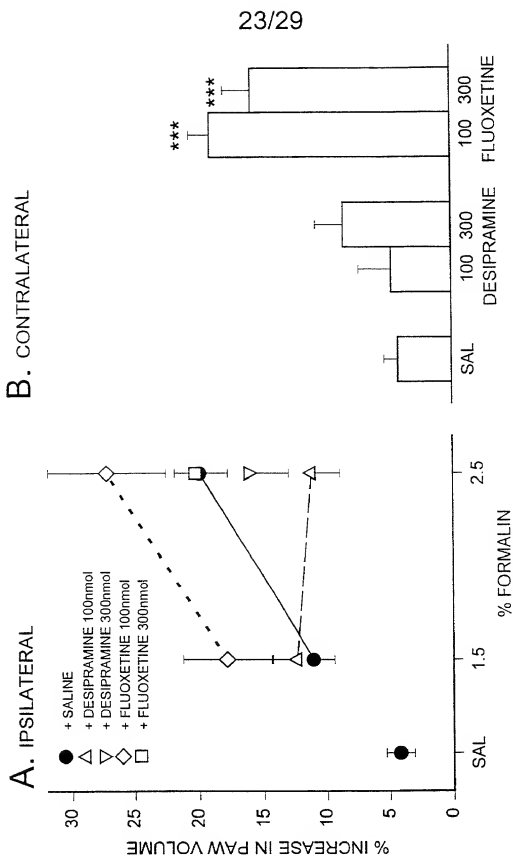 23/29
A. IPSILATERAL
+ SALINE
+ DESIPRAMINE 100nmol
+ DESIPRAMINE 300nmol
+ FLUOXETINE 100nmol
+ FLUOXETINE 300nmol
% INCREASE IN PAW VOLUME
30
25
20
15
10
5
0
SAL
1.5
2.5
% FORMALIN
B. CONTRALATERAL
***
***
SAL
100
300
100
300
DESIPRAMINE
FLUOXETINE